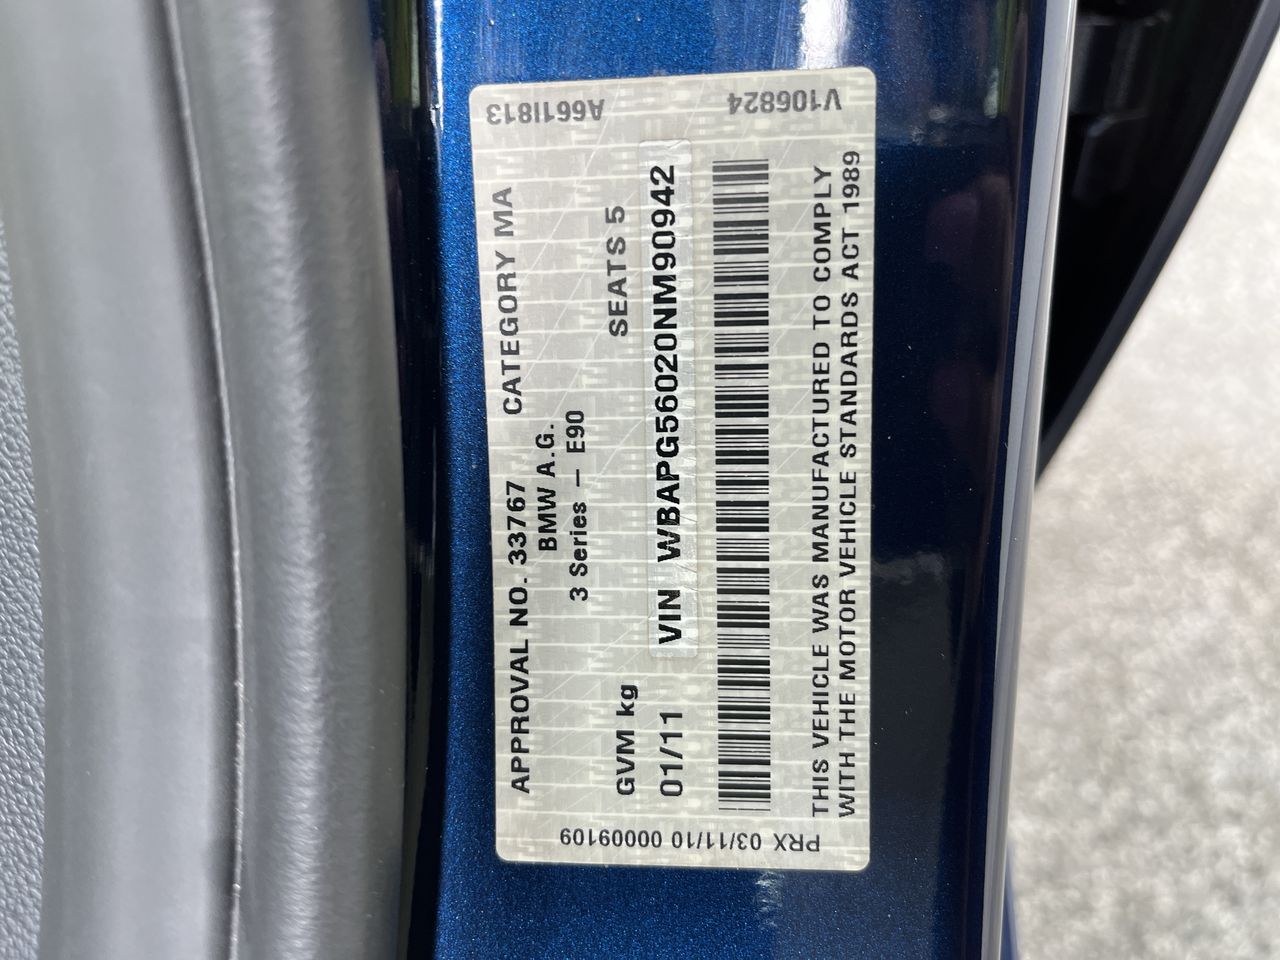 V106824
A661I813
APPROVAL NO. 33767 CATEGORY MA
BMW A.G.
3 Series – E90
GVM kg SEATS 5
01/11 VIN WBAPG56020NM90942
THIS VEHICLE WAS MANUFACTURED TO COMPLY
WITH THE MOTOR VEHICLE STANDARDS ACT 1989
PRX 03/11/10 00009109